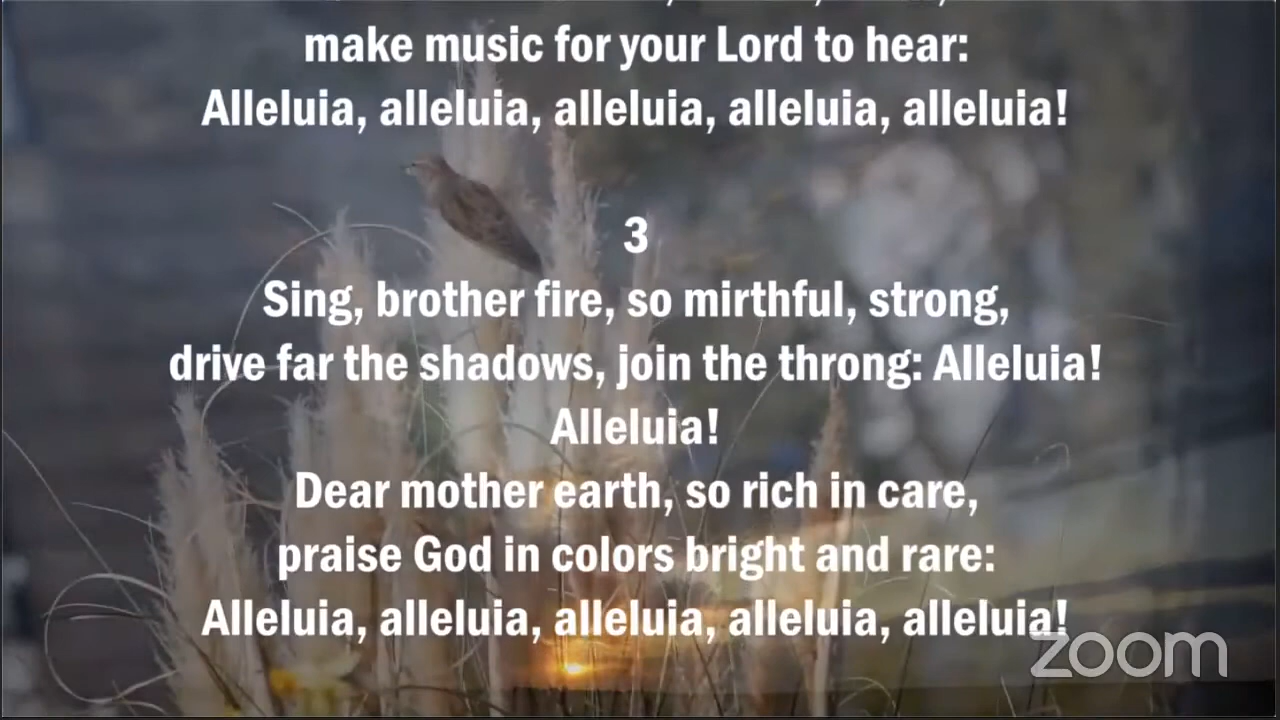 make music for your Lord to hear:
Alleluia, alleluia, alleluia, alleluia, alleluia!
3
Sing, brother fire, so mirthful, strong,
drive far the shadows, join the throng: Alleluia!
Alleluia!
Dear mother earth, so rich in care,
praise God in colors bright and rare:
Alleluia, alleluia, alleluia, alleluia, alleluia!
zoom